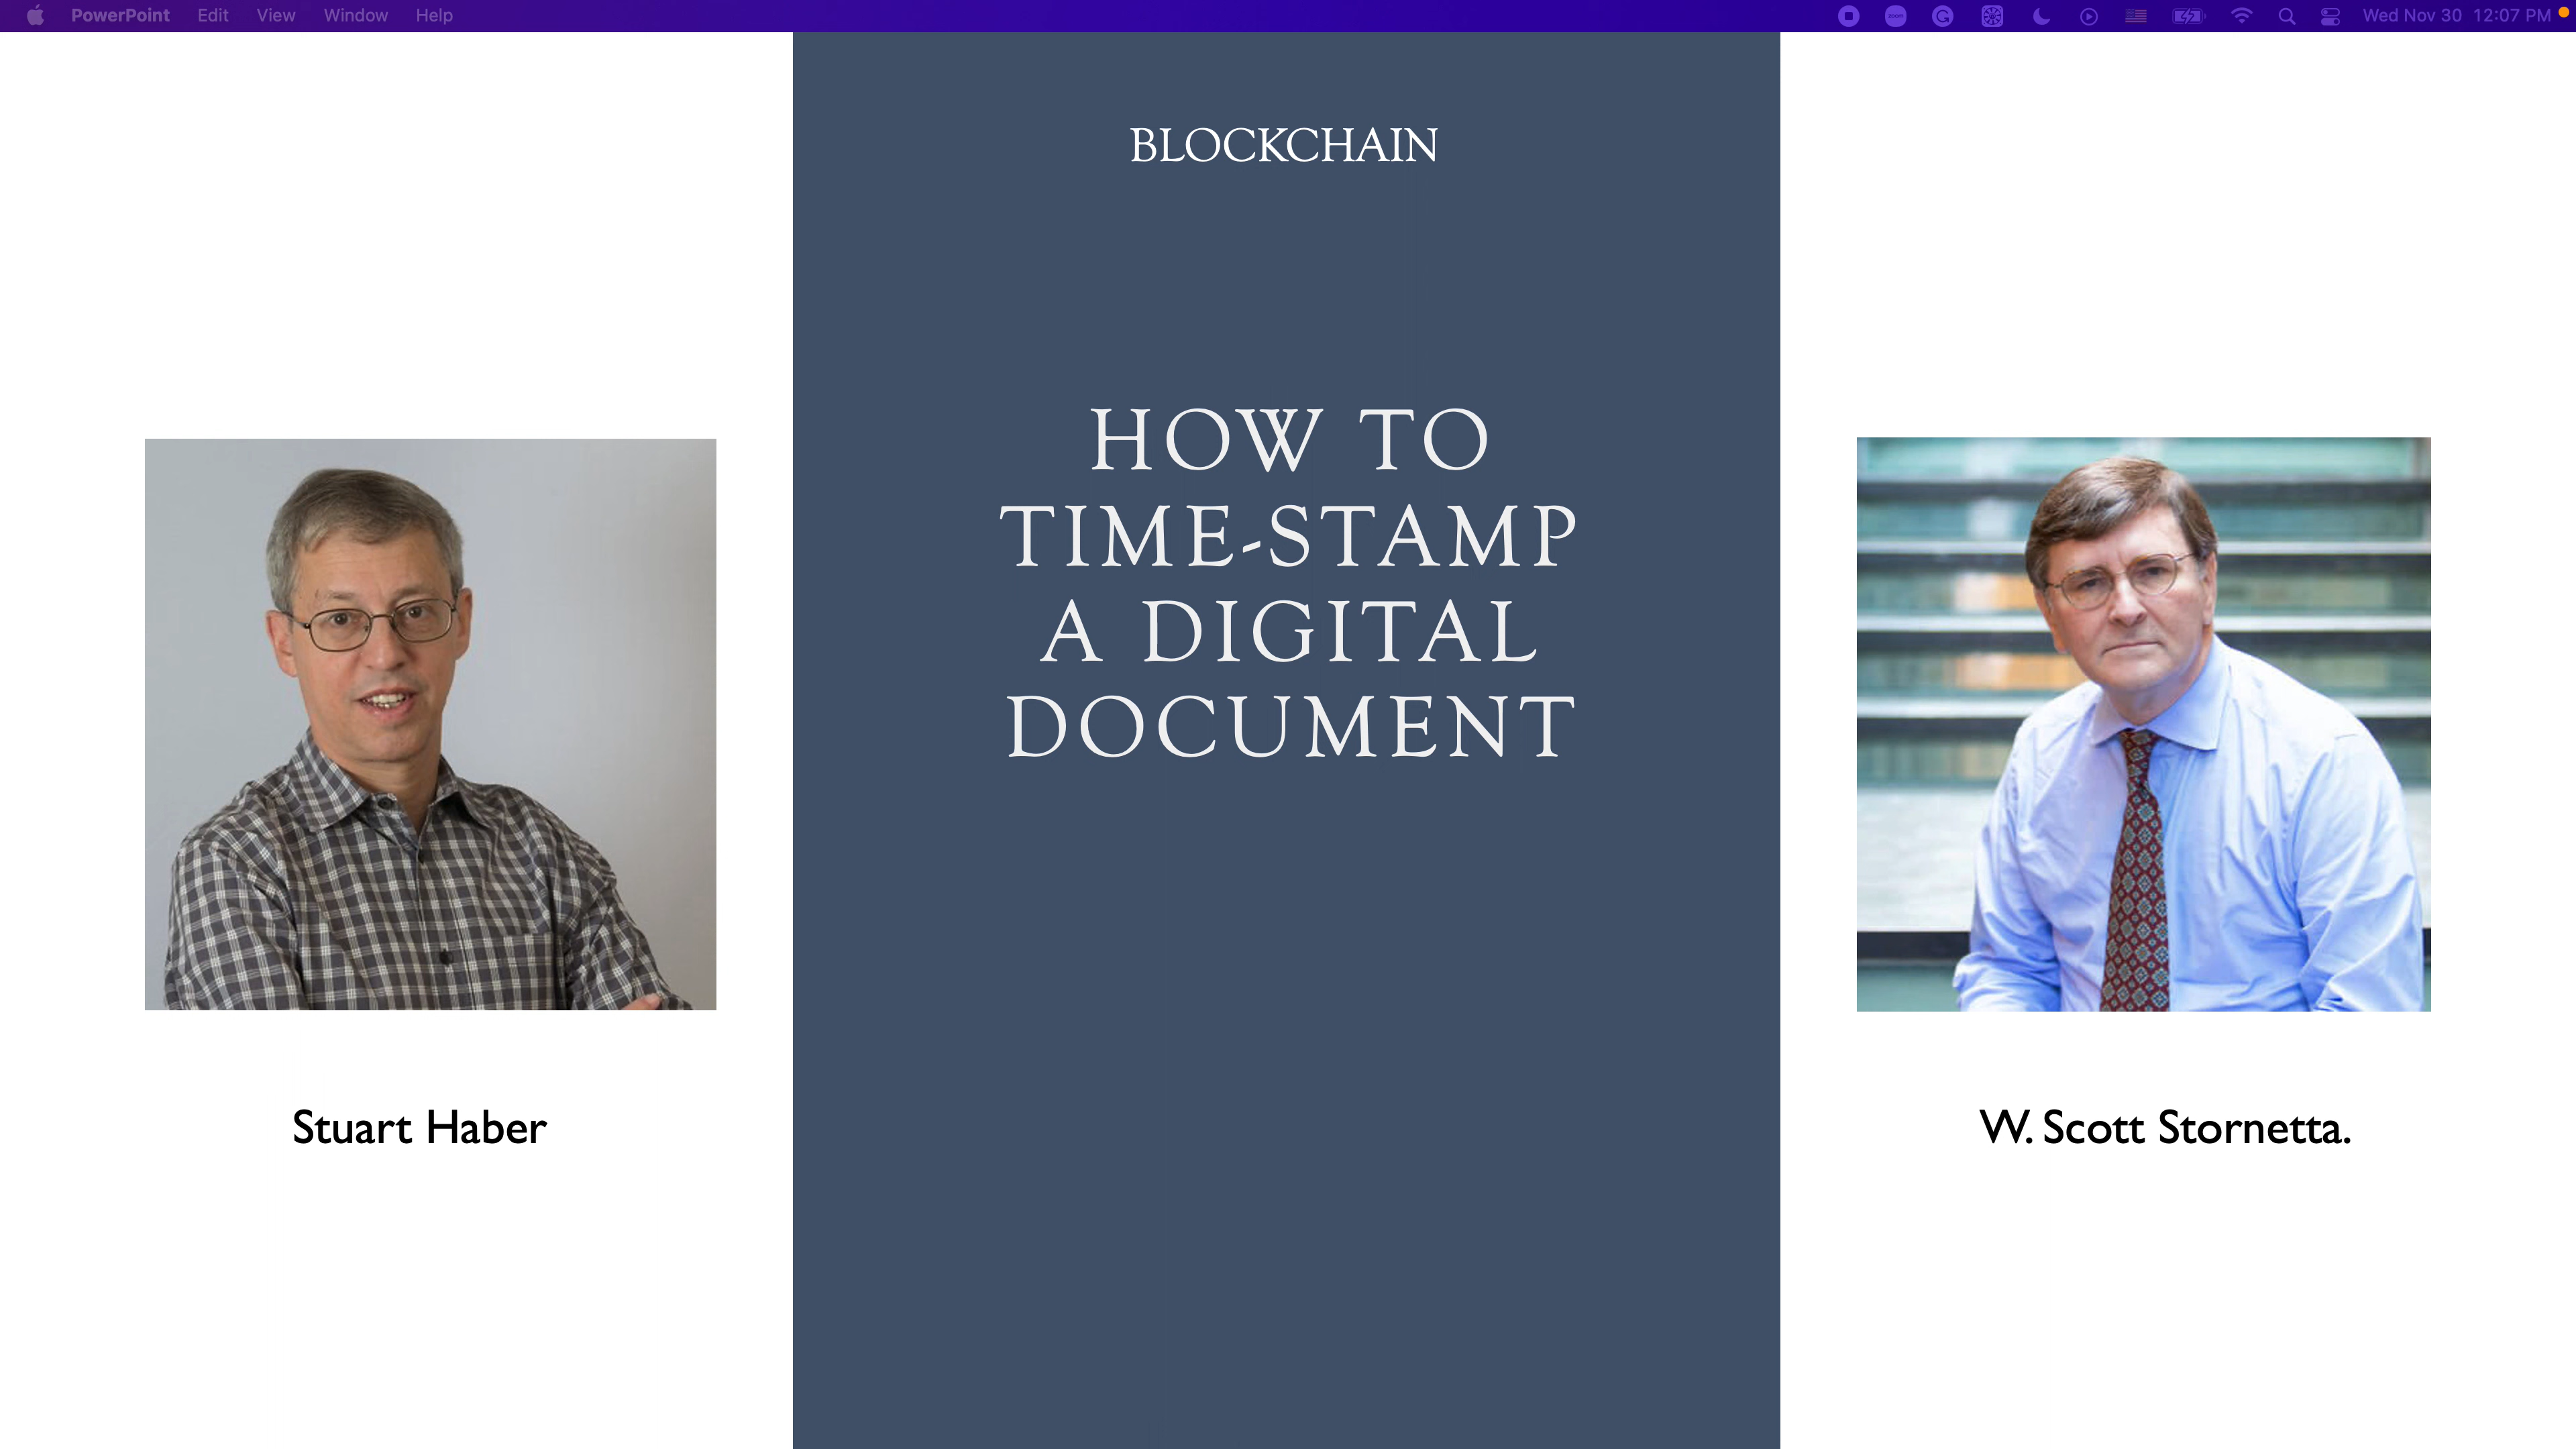 PowerPoint Edit View Window Help
zoom
Wed Nov 30 12:07 PM
BLOCKCHAIN
HOW TO
TIME-STAMP
A DIGITAL
DOCUMENT
Stuart Haber
W. Scott Stornetta.